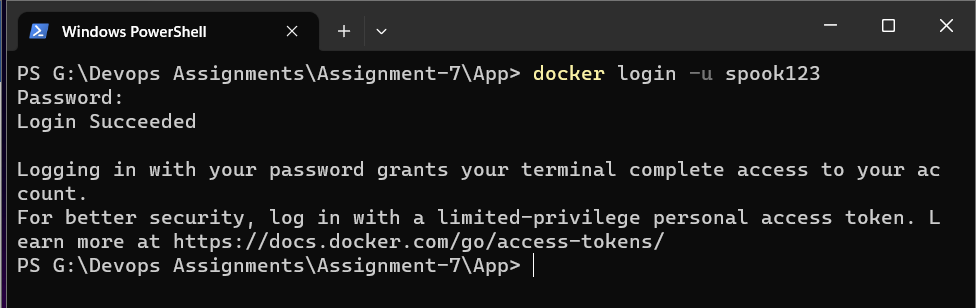 Windows PowerShell
PS G:\Devops Assignments\Assignment-7\App> docker login -u spook123
Password:
Login Succeeded
Logging in with your password grants your terminal complete access to your ac
count.
For better security, log in with a limited-privilege personal access token. L
earn more at https://docs.docker.com/go/access-tokens/
PS G:\Devops Assignments\Assignment-7\App>